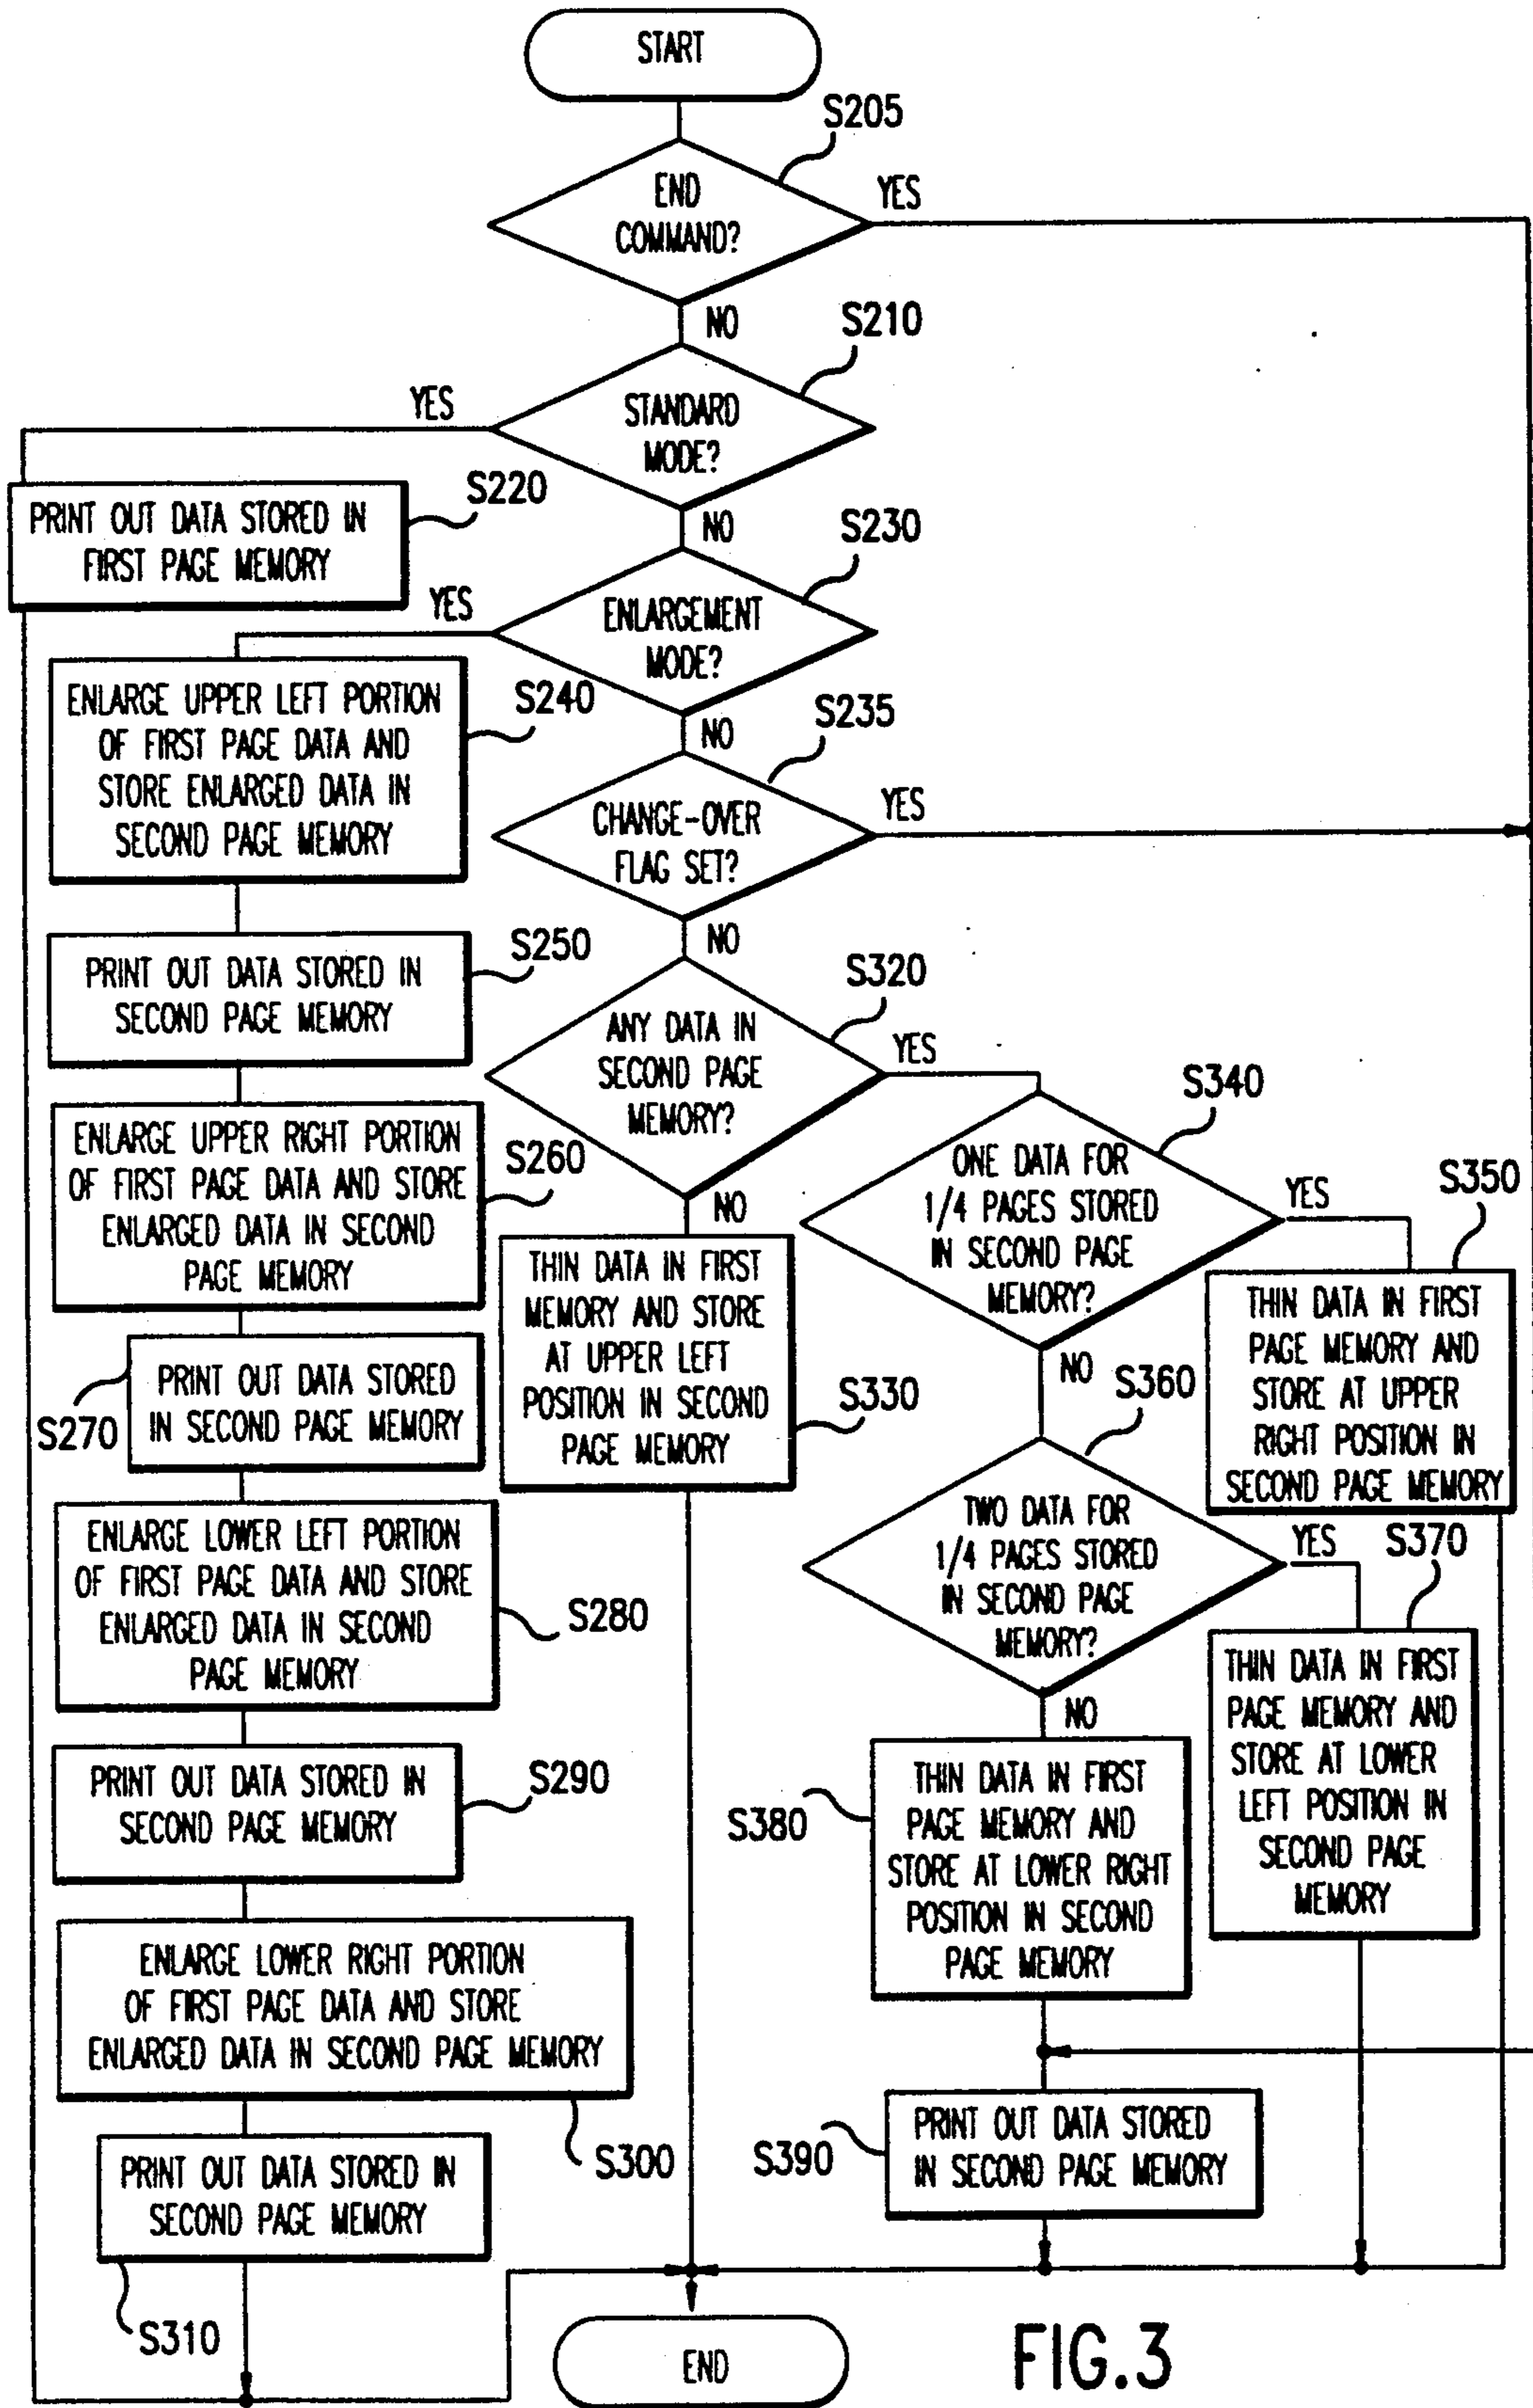 START
S205
END
COMMAND?
YES
NO
S210
STANDARD
MODE?
YES
NO
S220
PRINT OUT DATA STORED IN
FIRST PAGE MEMORY
S230
ENLARGEMENT
MODE?
YES
NO
S240
ENLARGE UPPER LEFT PORTION
OF FIRST PAGE DATA AND
STORE ENLARGED DATA IN
SECOND PAGE MEMORY
S235
CHANGE-OVER
FLAG SET?
YES
NO
S250
PRINT OUT DATA STORED IN
SECOND PAGE MEMORY
S320
ANY DATA IN
SECOND PAGE
MEMORY?
YES
NO
S260
ENLARGE UPPER RIGHT PORTION
OF FIRST PAGE DATA AND STORE
ENLARGED DATA IN SECOND
PAGE MEMORY
S340
ONE DATA FOR
1/4 PAGES STORED
IN SECOND PAGE
MEMORY?
YES
NO
S350
THIN DATA IN FIRST
PAGE MEMORY AND
STORE AT UPPER
RIGHT POSITION IN
SECOND PAGE MEMORY
THIN DATA IN FIRST
MEMORY AND STORE
AT UPPER LEFT
POSITION IN SECOND
PAGE MEMORY
S330
S270
PRINT OUT DATA STORED
IN SECOND PAGE MEMORY
S360
TWO DATA FOR
1/4 PAGES STORED
IN SECOND PAGE
MEMORY?
YES
NO
S370
THIN DATA IN FIRST
PAGE MEMORY AND
STORE AT LOWER
LEFT POSITION IN
SECOND PAGE
MEMORY
ENLARGE LOWER LEFT PORTION
OF FIRST PAGE DATA AND STORE
ENLARGED DATA IN SECOND
PAGE MEMORY
S280
PRINT OUT DATA STORED IN
SECOND PAGE MEMORY
S290
S380
THIN DATA IN FIRST
PAGE MEMORY AND
STORE AT LOWER RIGHT
POSITION IN SECOND
PAGE MEMORY
ENLARGE LOWER RIGHT PORTION
OF FIRST PAGE DATA AND STORE
ENLARGED DATA IN SECOND PAGE MEMORY
S300
S390
PRINT OUT DATA STORED
IN SECOND PAGE MEMORY
PRINT OUT DATA STORED IN
SECOND PAGE MEMORY
S310
END
FIG.3